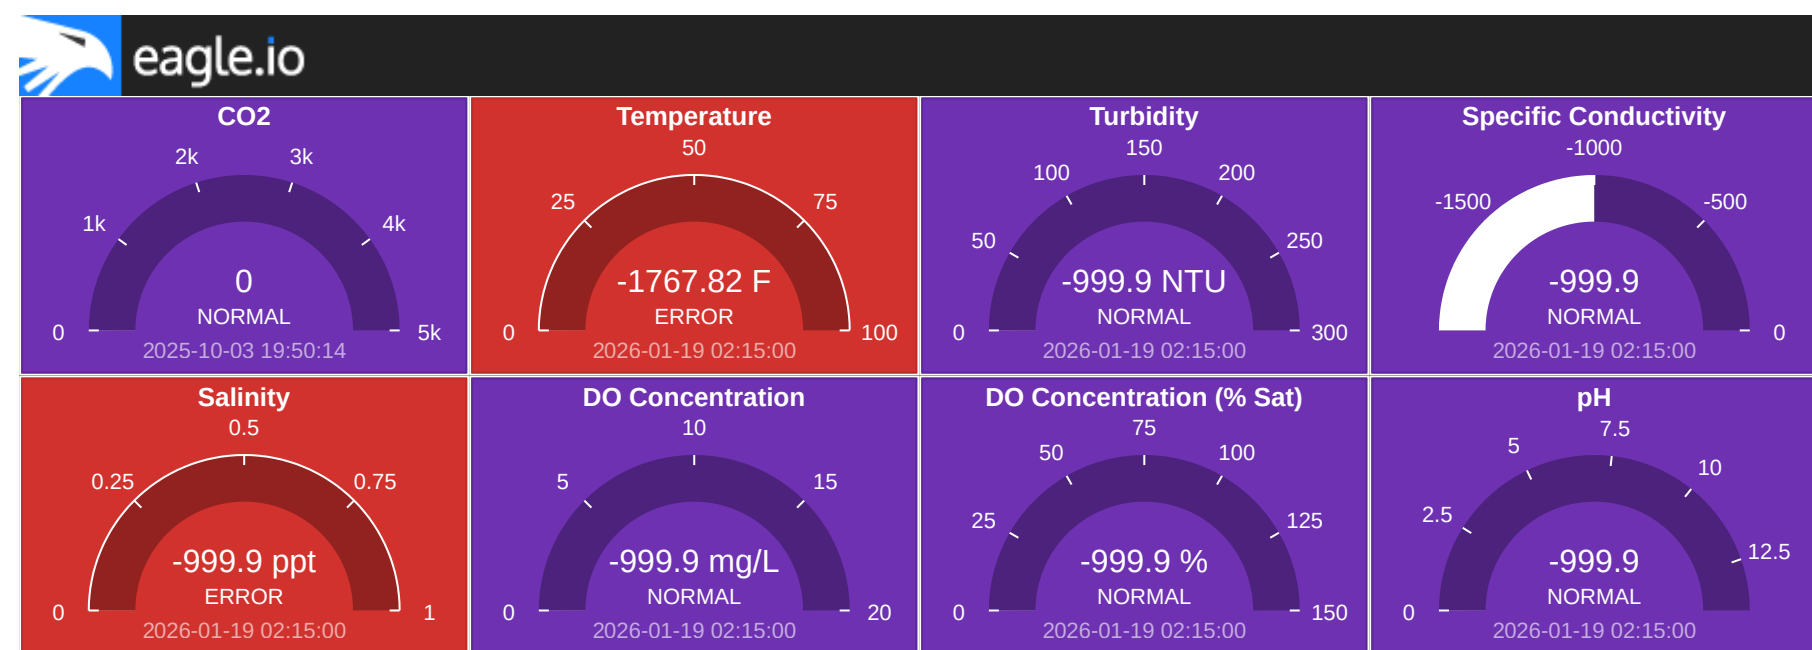 eagle.io
CO2
2k
3k
1k
4k
0
NORMAL
0
5k
2025-10-03 19:50:14
Temperature
50
25
75
-1767.82 F
ERROR
0
100
2026-01-19 02:15:00
Turbidity
150
100
200
50
250
-999.9 NTU
NORMAL
0
300
2026-01-19 02:15:00
Specific Conductivity
-1000
-1500
-500
-999.9
NORMAL
0
2026-01-19 02:15:00
Salinity
0.5
0.25
0.75
-999.9 ppt
ERROR
0
1
2026-01-19 02:15:00
DO Concentration
10
5
15
-999.9 mg/L
NORMAL
0
20
2026-01-19 02:15:00
DO Concentration (% Sat)
75
50
100
25
125
-999.9 %
NORMAL
0
150
2026-01-19 02:15:00
pH
7.5
5
10
2.5
12.5
-999.9
NORMAL
0
2026-01-19 02:15:00